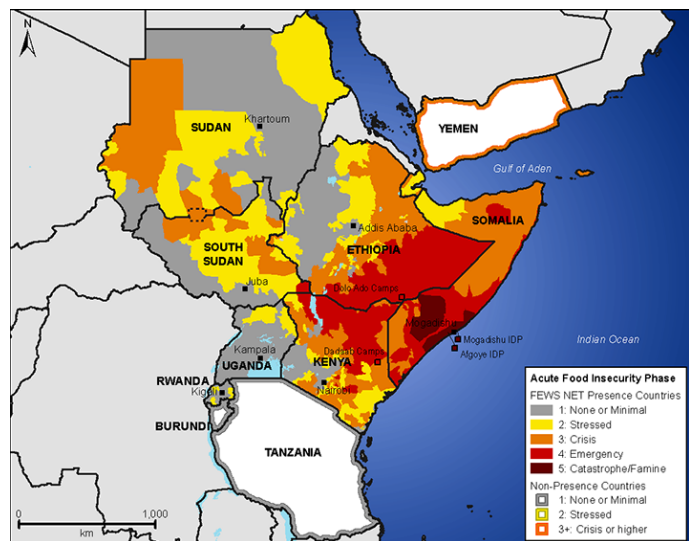 N
Khartoum
SUDAN
YEMEN
Gulf of Aden
SOMALIA
Addis Ababa
ETHIOPIA
SOUTH
SUDAN
Juba
Dolo Ado Camps
Mogadishu
Mogadishu IDP
Afgoye IDP
Indian Ocean
Dadaab Camps
Kampala
UGANDA
KENYA
RWANDA
Kigali
Nairobi
BURUNDI
TANZANIA
0
1,000
km
Acute Food Insecurity Phase
FEWS NET Presence Countries
1: None or Minimal
2: Stressed
3: Crisis
4: Emergency
5: Catastrophe/Famine
Non-Presence Countries
1: None or Minimal
2: Stressed
3+: Crisis or higher